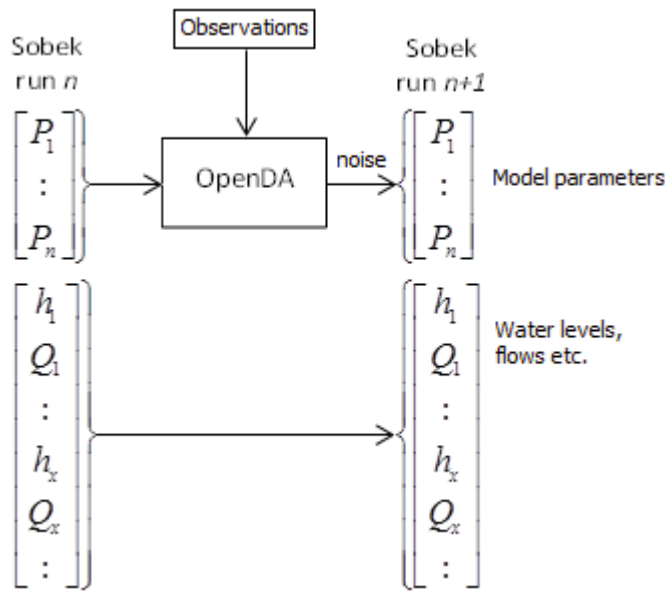 Observations
Sobek
run n
Sobek
run n+1
P₁
:
Pₙ
OpenDA
noise
P₁
:
Pₙ
Model parameters
h₁
Q₁
:
hₓ
Qₓ
:
h₁
Q₁
:
hₓ
Qₓ
:
Water levels,
flows etc.